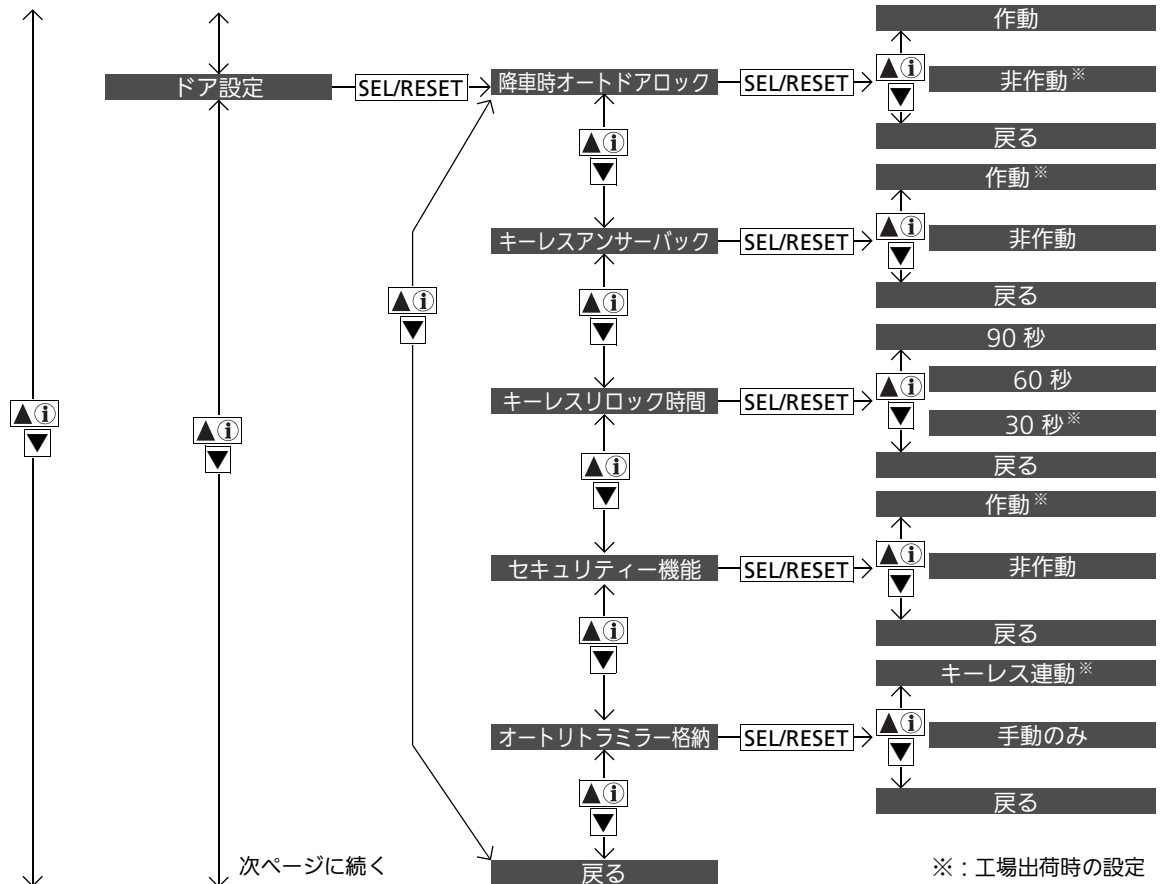 作動
ドア設定
SEL/RESET
降車時オートドアロック
SEL/RESET
▲ⓘ
▼
非作動※
戻る
▲ⓘ
▼
作動※
キーレスアンサーバック
SEL/RESET
▲ⓘ
▼
非作動
戻る
▲ⓘ
▼
▲ⓘ
▼
90 秒
キーレスリロック時間
SEL/RESET
▲ⓘ
▼
60 秒
30 秒※
戻る
▲ⓘ
▼
▲ⓘ
▼
▲ⓘ
▼
作動※
セキュリティー機能
SEL/RESET
▲ⓘ
▼
非作動
戻る
▲ⓘ
▼
キーレス連動※
オートリトラミラー格納
SEL/RESET
▲ⓘ
▼
手動のみ
戻る
▲ⓘ
▼
次ページに続く
戻る
※：工場出荷時の設定